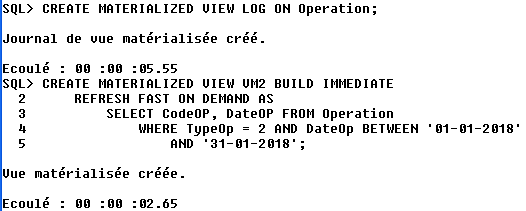 SQL> CREATE MATERIALIZED VIEW LOG ON Operation;
Journal de vue matérialisée créé.
Ecoulé : 00 :00 :05.55
SQL> CREATE MATERIALIZED VIEW VM2 BUILD IMMEDIATE
2 REFRESH FAST ON DEMAND AS
3 SELECT CodeOP, DateOP FROM Operation
4 WHERE TypeOp = 2 AND DateOp BETWEEN '01-01-2018'
5 AND '31-01-2018';
Vue matérialisée créée.
Ecoulé : 00 :00 :02.65